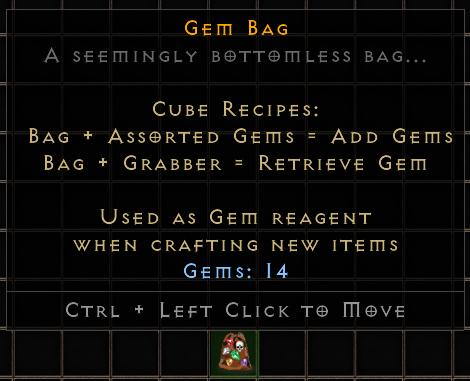 Gem Bag
A seemingly bottomless bag...
Cube Recipes:
Bag + Assorted Gems = Add Gems
Bag + Grabber = Retrieve Gem
Used as Gem reagent
when crafting new items
Gems: 14
Ctrl + Left Click to Move